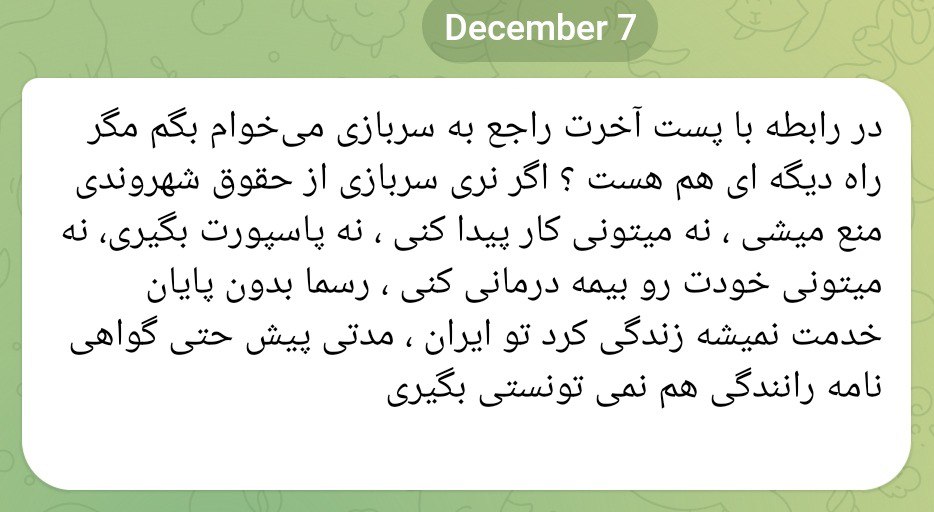 December 7
در رابطه با پست آخرت راجع به سربازی می‌خوام بگم مگر
راه دیگه ای هم هست ؟ اگر نری سربازی از حقوق شهروندی
منع میشی ، نه میتونی کار پیدا کنی ، نه پاسپورت بگیری، نه
میتونی خودت رو بیمه درمانی کنی ، رسما بدون پایان
خدمت نمیشه زندگی کرد تو ایران ، مدتی پیش حتی گواهی
نامه رانندگی هم نمی تونستی بگیری